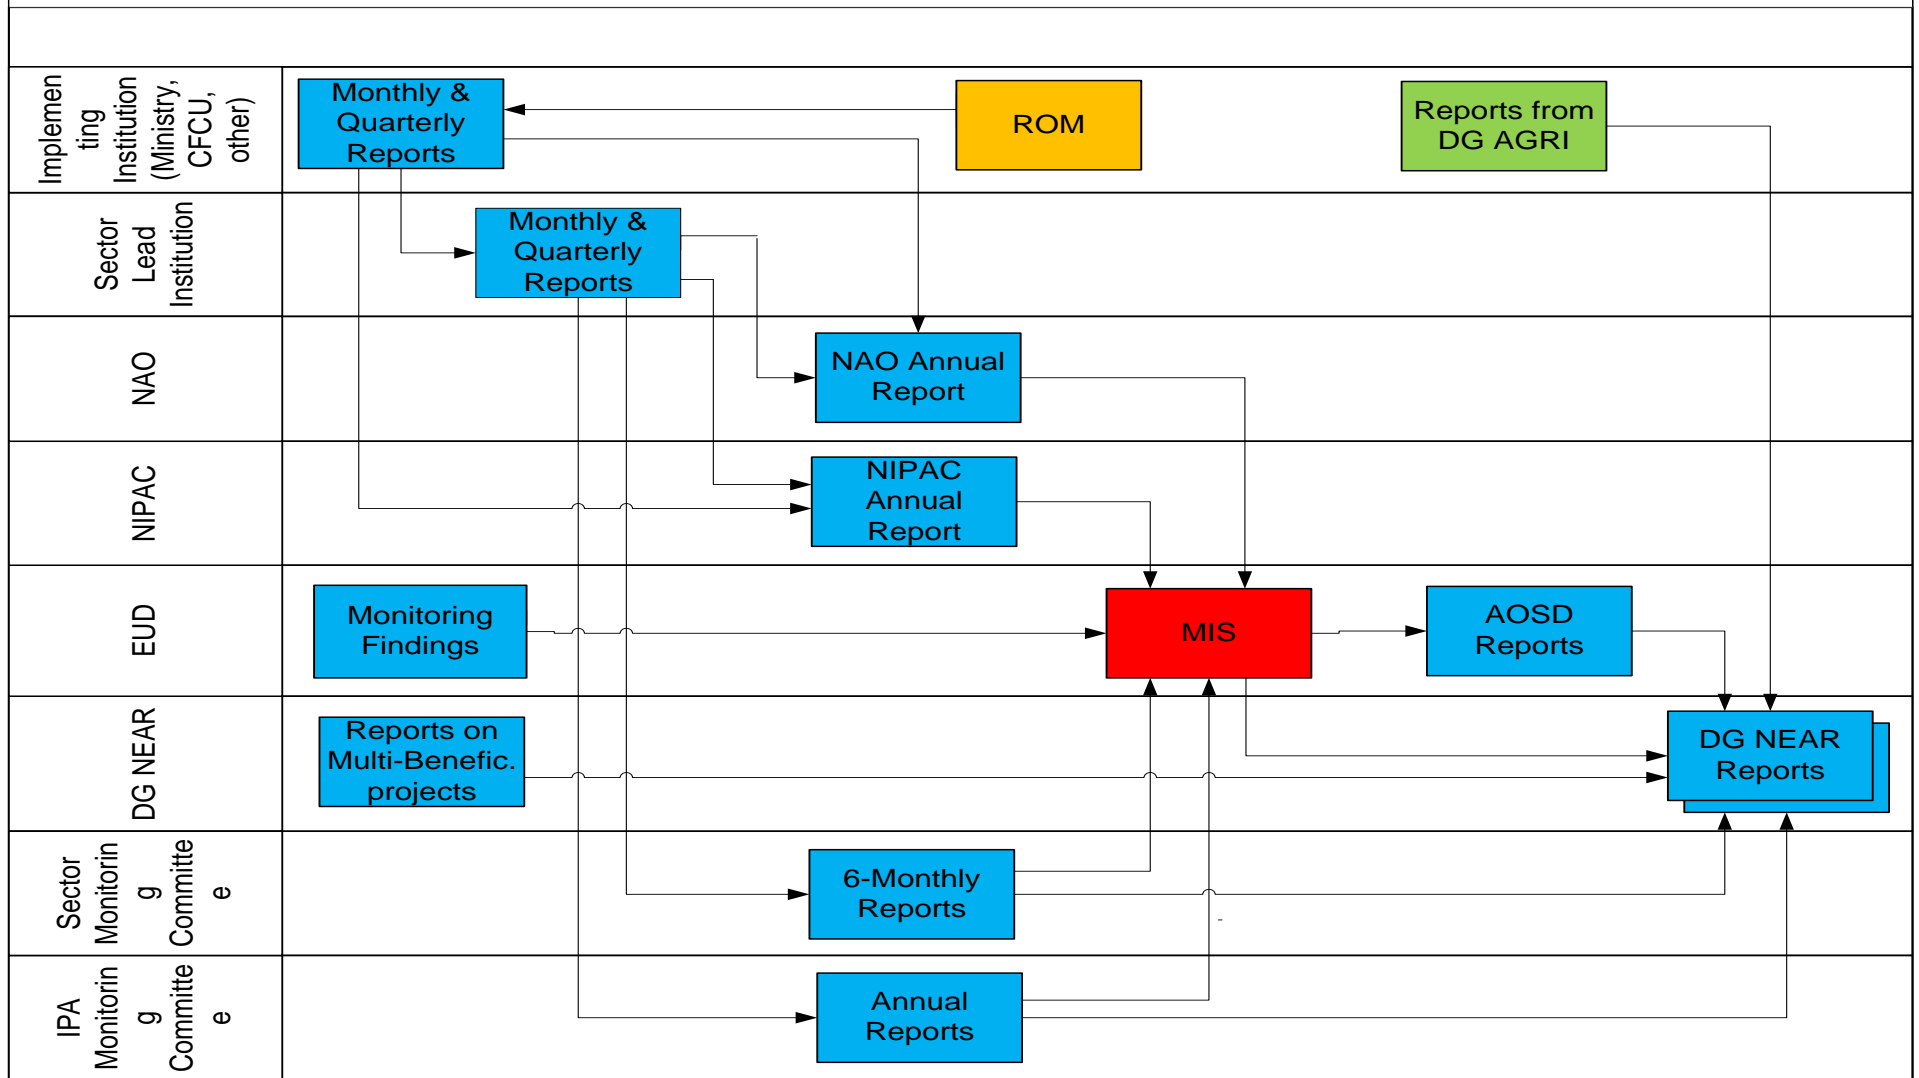 Implemen
ting
Institution
(Ministry,
CFCU,
other)
Monthly &
Quarterly
Reports
ROM
Reports from
DG AGRI
Sector
Lead
Institution
Monthly &
Quarterly
Reports
NAO
NAO Annual
Report
NIPAC
NIPAC
Annual
Report
EUD
Monitoring
Findings
MIS
AOSD
Reports
DG NEAR
Reports on
Multi-Benefic.
projects
DG NEAR
Reports
Sector
Monitorin
g
Committe
e
6-Monthly
Reports
-
IPA
Monitorin
g
Committe
e
Annual
Reports